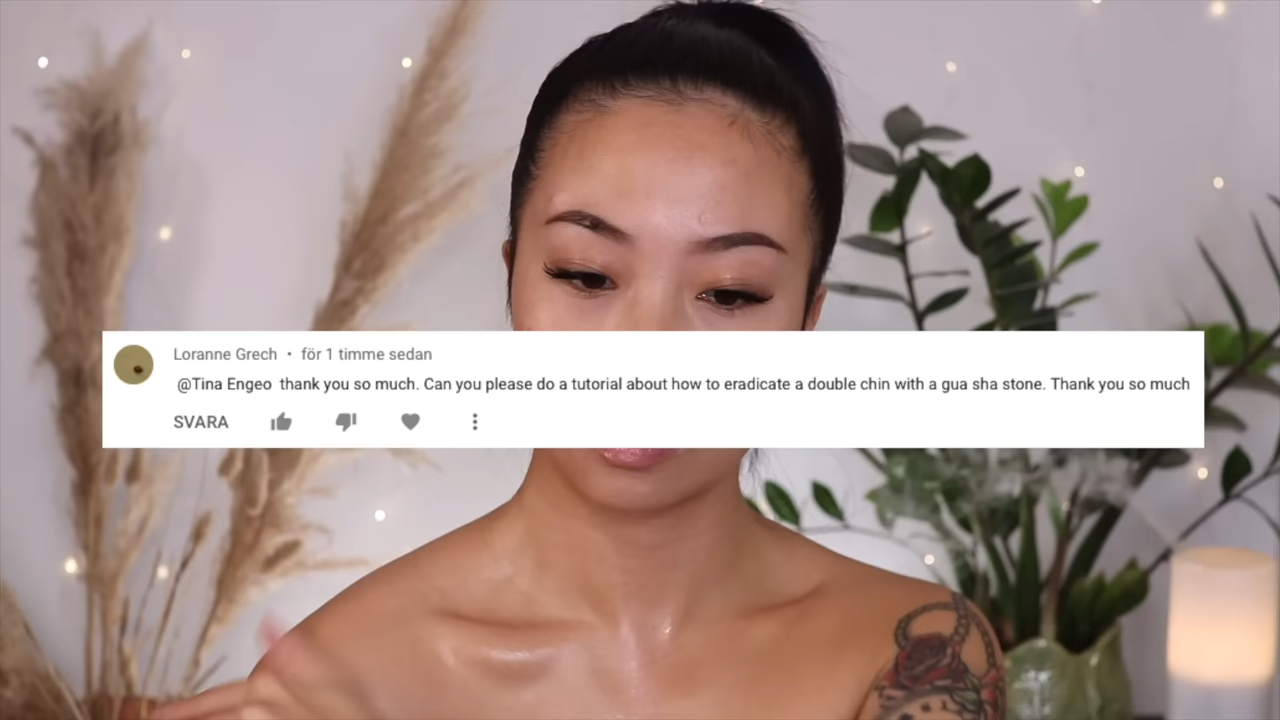 Loranne Grech • för 1 timme sedan
@Tina Engeo thank you so much. Can you please do a tutorial about how to eradicate a double chin with a gua sha stone. Thank you so much
SVARA